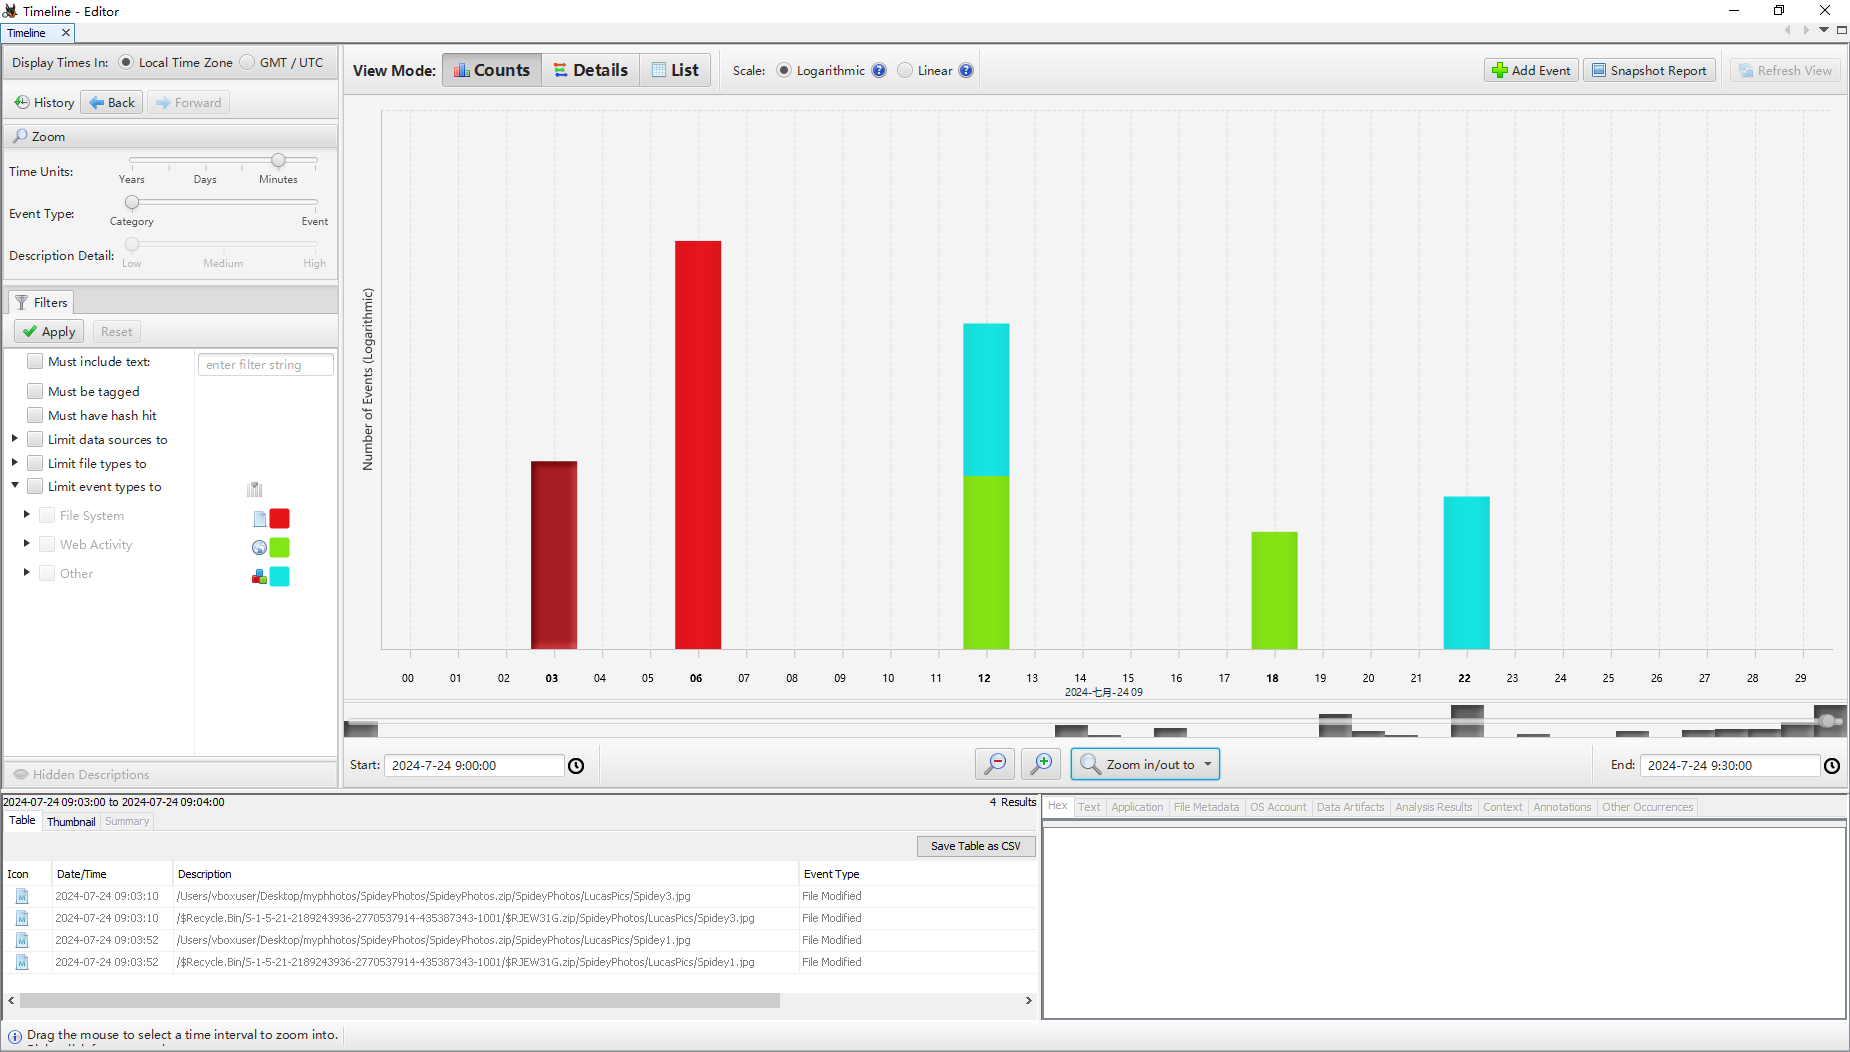 Timeline - Editor
Timeline
Display Times In: Local Time Zone GMT / UTC
History Back Forward
Zoom
Time Units:
Years Days Minutes
Event Type:
Category Event
Description Detail:
Low Medium High
Filters
Apply Reset
Must include text: enter filter string
Must be tagged
Must have hash hit
Limit data sources to
Limit file types to
Limit event types to
File System
Web Activity
Other
Hidden Descriptions
View Mode: Counts Details List Scale: Logarithmic ? Linear ? Add Event Snapshot Report Refresh View
Number of Events (Logarithmic)
00 01 02 03 04 05 06 07 08 09 10 11 12 13 14 15 16 17 18 19 20 21 22 23 24 25 26 27 28 29
2024-七月-24 09
Start: 2024-7-24 9:00:00 Zoom in/out to End: 2024-7-24 9:30:00
2024-07-24 09:03:00 to 2024-07-24 09:04:00 4 Results
Table Thumbnail Summary
Save Table as CSV
Icon Date/Time Description Event Type
M 2024-07-24 09:03:10 /Users/vboxuser/Desktop/myphhotos/SpideyPhotos/SpideyPhotos.zip/SpideyPhotos/LucasPics/Spidey3.jpg File Modified
M 2024-07-24 09:03:10 /$Recycle.Bin/S-1-5-21-2189243936-2770537914-435387343-1001/$RJEW31G.zip/SpideyPhotos/LucasPics/Spidey3.jpg File Modified
M 2024-07-24 09:03:52 /Users/vboxuser/Desktop/myphhotos/SpideyPhotos/SpideyPhotos.zip/SpideyPhotos/LucasPics/Spidey1.jpg File Modified
M 2024-07-24 09:03:52 /$Recycle.Bin/S-1-5-21-2189243936-2770537914-435387343-1001/$RJEW31G.zip/SpideyPhotos/LucasPics/Spidey1.jpg File Modified
Hex Text Application File Metadata OS Account Data Artifacts Analysis Results Context Annotations Other Occurrences
Drag the mouse to select a time interval to zoom into.